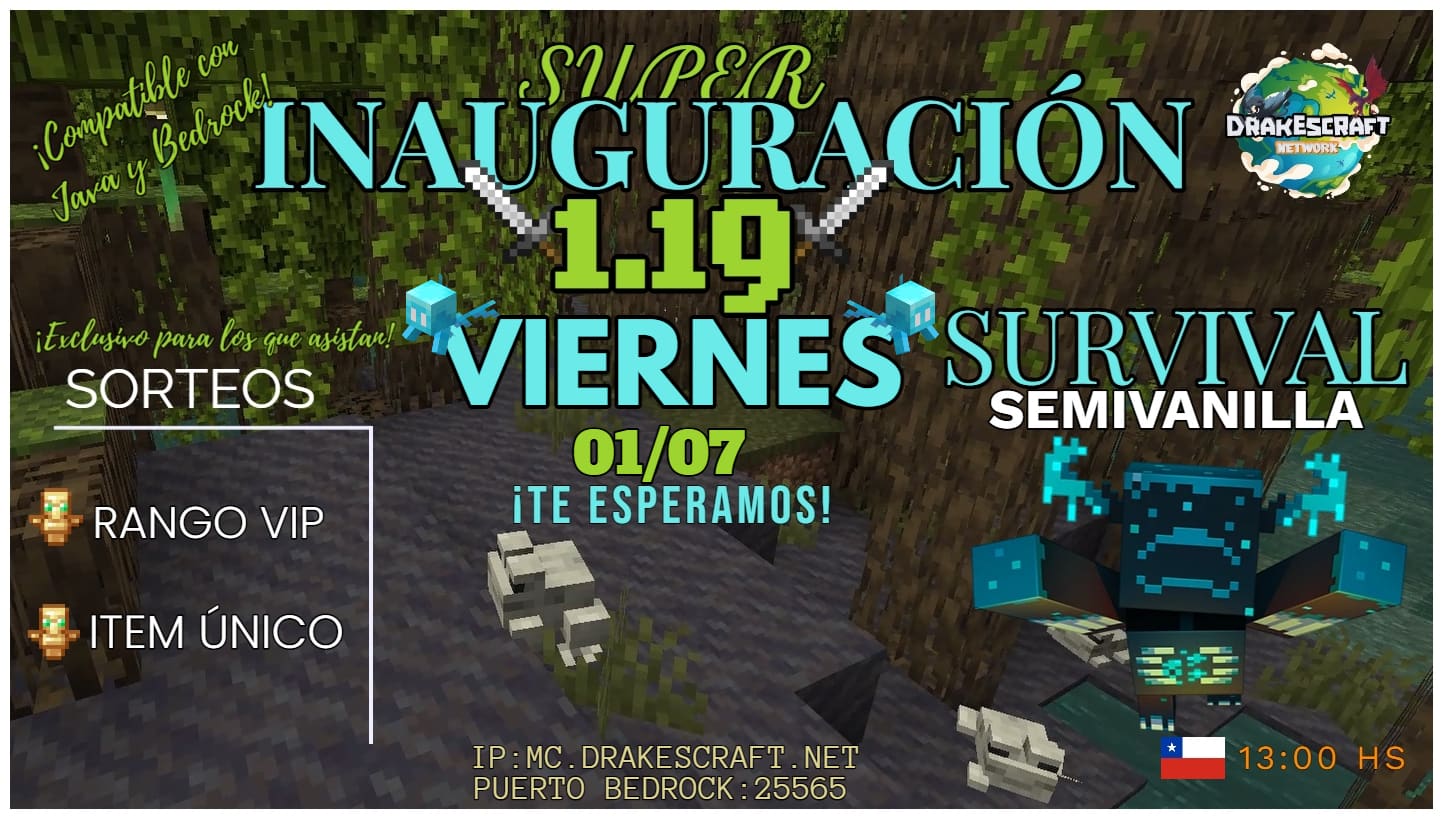 ¡Compatible con
Java y Bedrock!
SUPER
INAUGURACIÓN
1.19
VIERNES
01/07
¡TE ESPERAMOS!
DRAKESCRAFT
NETWORK
¡Exclusivo para los que asistan!
SORTEOS
RANGO VIP
ITEM ÚNICO
SURVIVAL
SEMIVANILLA
IP:MC.DRAKESCRAFT.NET
PUERTO BEDROCK:25565
13:00 HS